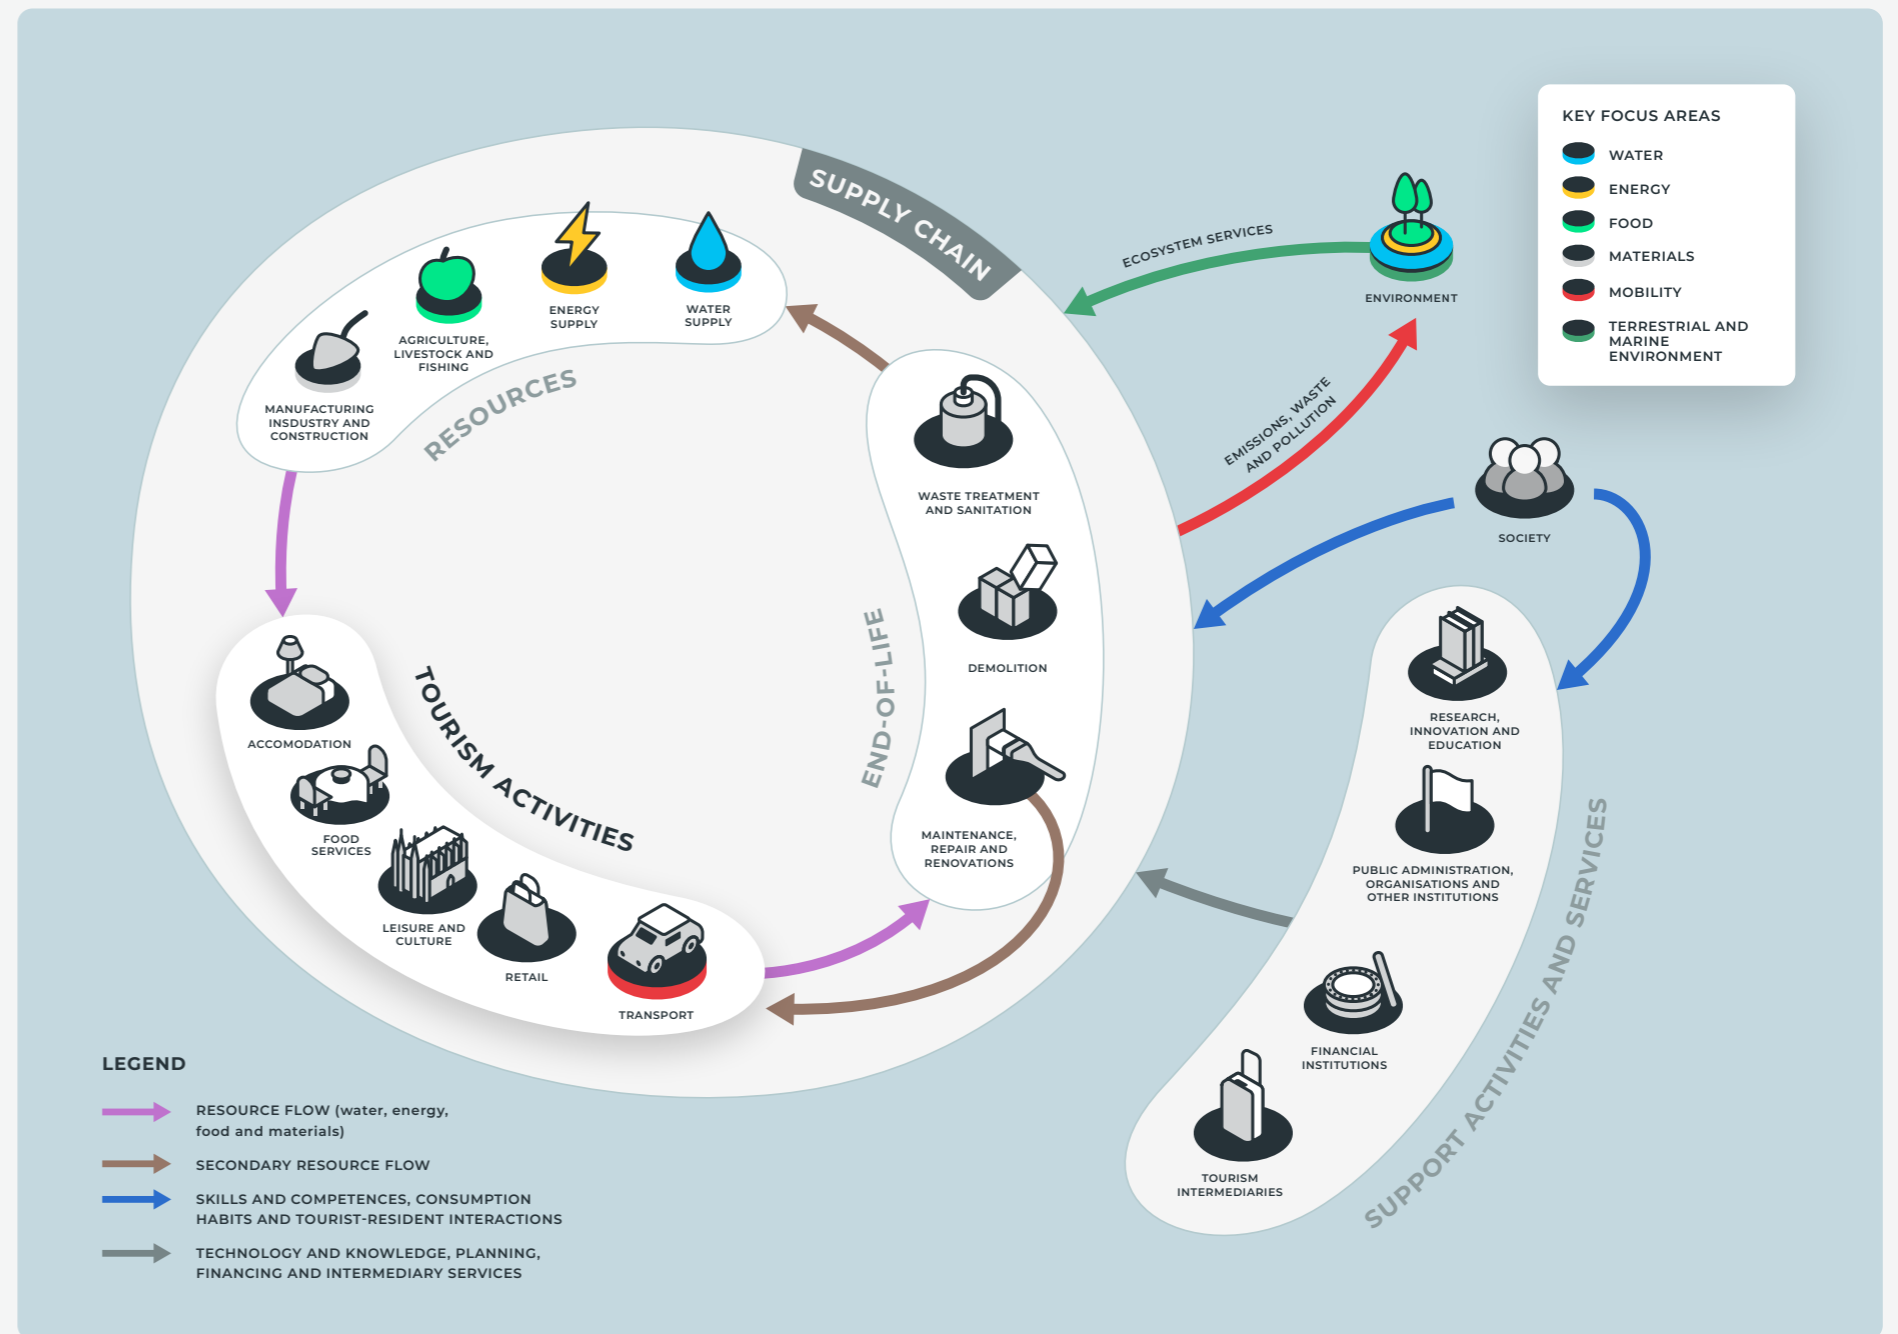 SUPPLY CHAIN
KEY FOCUS AREAS
WATER
ENERGY
FOOD
MATERIALS
MOBILITY
TERRESTRIAL AND
MARINE
ENVIRONMENT
ECOSYSTEM SERVICES
ENVIRONMENT
EMISSIONS, WASTE
AND POLLUTION
SOCIETY
ENERGY
SUPPLY
WATER
SUPPLY
AGRICULTURE,
LIVESTOCK AND
FISHING
MANUFACTURING
INSDUSTRY AND
CONSTRUCTION
RESOURCES
WASTE TREATMENT
AND SANITATION
DEMOLITION
MAINTENANCE,
REPAIR AND
RENOVATIONS
END-OF-LIFE
TOURISM ACTIVITIES
ACCOMODATION
FOOD
SERVICES
LEISURE AND
CULTURE
RETAIL
TRANSPORT
RESEARCH,
INNOVATION AND
EDUCATION
PUBLIC ADMINISTRATION,
ORGANISATIONS AND
OTHER INSTITUTIONS
FINANCIAL
INSTITUTIONS
TOURISM
INTERMEDIARIES
SUPPORT ACTIVITIES AND SERVICES
LEGEND
RESOURCE FLOW (water, energy,
food and materials)
SECONDARY RESOURCE FLOW
SKILLS AND COMPETENCES, CONSUMPTION
HABITS AND TOURIST-RESIDENT INTERACTIONS
TECHNOLOGY AND KNOWLEDGE, PLANNING,
FINANCING AND INTERMEDIARY SERVICES